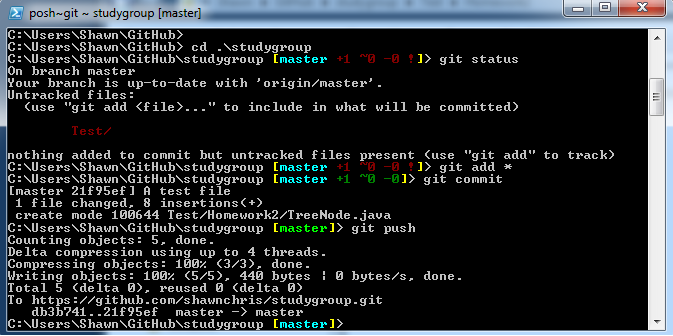 posh~git ~ studygroup [master]
C:\Users\Shawn\GitHub>
C:\Users\Shawn\GitHub> cd .\studygroup
C:\Users\Shawn\GitHub\studygroup [master +1 ~0 -0 !]> git status
On branch master
Your branch is up-to-date with 'origin/master'.
Untracked files:
  (use "git add <file>..." to include in what will be committed)
        Test/
nothing added to commit but untracked files present (use "git add" to track)
C:\Users\Shawn\GitHub\studygroup [master +1 ~0 -0 !]> git add *
C:\Users\Shawn\GitHub\studygroup [master +1 ~0 -0]> git commit
[master 21f95ef] A test file
 1 file changed, 8 insertions(+)
 create mode 100644 Test/Homework2/TreeNode.java
C:\Users\Shawn\GitHub\studygroup [master]> git push
Counting objects: 5, done.
Delta compression using up to 4 threads.
Compressing objects: 100% (3/3), done.
Writing objects: 100% (5/5), 440 bytes | 0 bytes/s, done.
Total 5 (delta 0), reused 0 (delta 0)
To https://github.com/shawnchris/studygroup.git
   db3b741..21f95ef  master -> master
C:\Users\Shawn\GitHub\studygroup [master]>